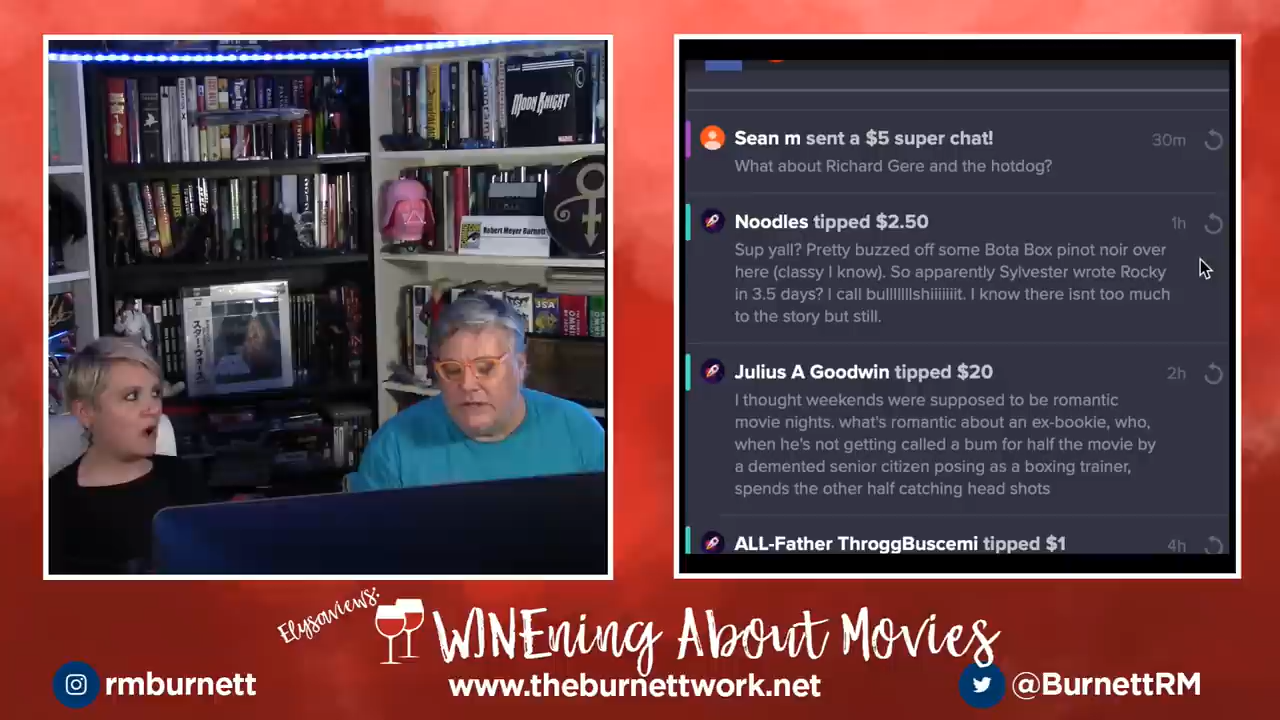 MOON KNIGHT
Robert Meyer Burnett
JSA
Sean m sent a $5 super chat!
30m
What about Richard Gere and the hotdog?
Noodles tipped $2.50
1h
Sup yall? Pretty buzzed off some Bota Box pinot noir over
here (classy I know). So apparently Sylvester wrote Rocky
in 3.5 days? I call bullllllllshiiiiiiit. I know there isnt too much
to the story but still.
Julius A Goodwin tipped $20
2h
I thought weekends were supposed to be romantic
movie nights. what's romantic about an ex-bookie, who,
when he's not getting called a bum for half the movie by
a demented senior citizen posing as a boxing trainer,
spends the other half catching head shots
ALL-Father ThroggBuscemi tipped $1
4h
Elysaviews:
WINEning About Movies
rmburnett
www.theburnettwork.net
@BurnettRM